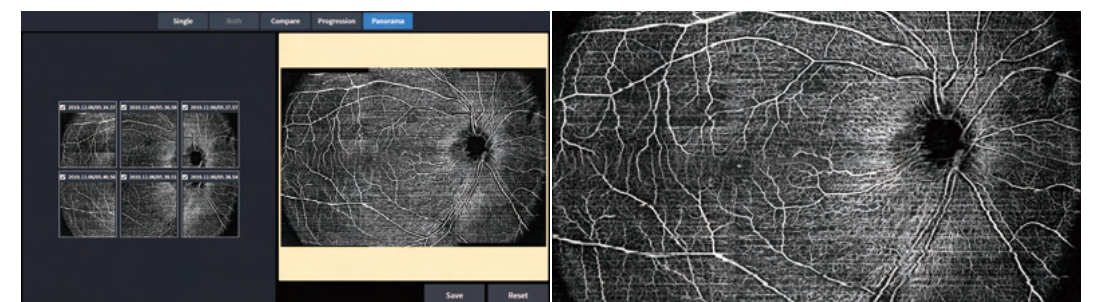 Single Both Compare Progression Panorama
2019.12.06/05.34.37 2019.12.06/05.36.56 2019.12.06/05.37.57
2019.12.06/05.40.50 2019.12.06/05.39.51 2019.12.06/05.38.54
Save Reset